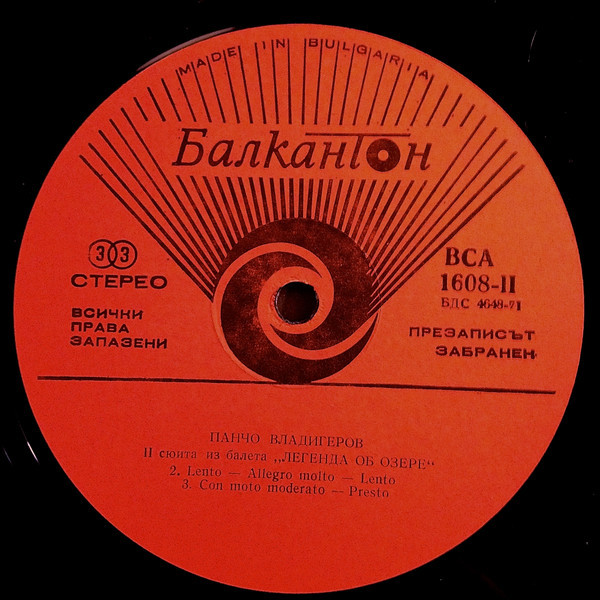 MADE IN BULGARIA
Балкантон
33
СТЕРЕО
ВСИЧКИ
ПРАВА
ЗАПАЗЕНИ
ВСА
1608-II
БДС 4648-71
ПРЕЗАПИСЪТ
ЗАБРАНЕН
ПАНЧО ВЛАДИГЕРОВ
II сюита из балета „ЛЕГЕНДА ОБ ОЗЕРЕ“
2. Lento — Allegro molto — Lento
3. Con moto moderato — Presto